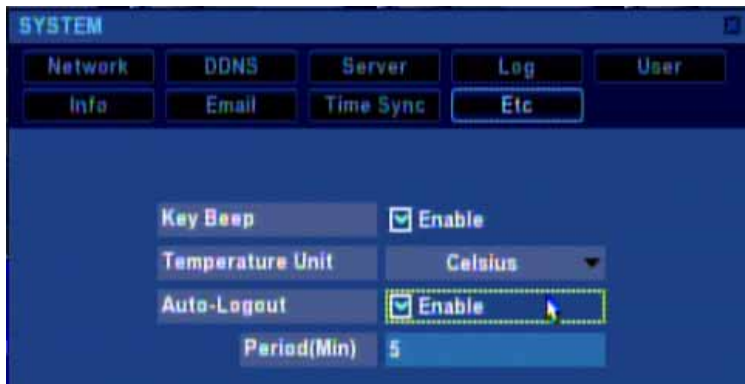 SYSTEM
Network DDNS Server Log User
Info Email Time Sync Etc
Key Beep Enable
Temperature Unit Celsius
Auto-Logout Enable
Period(Min) 5